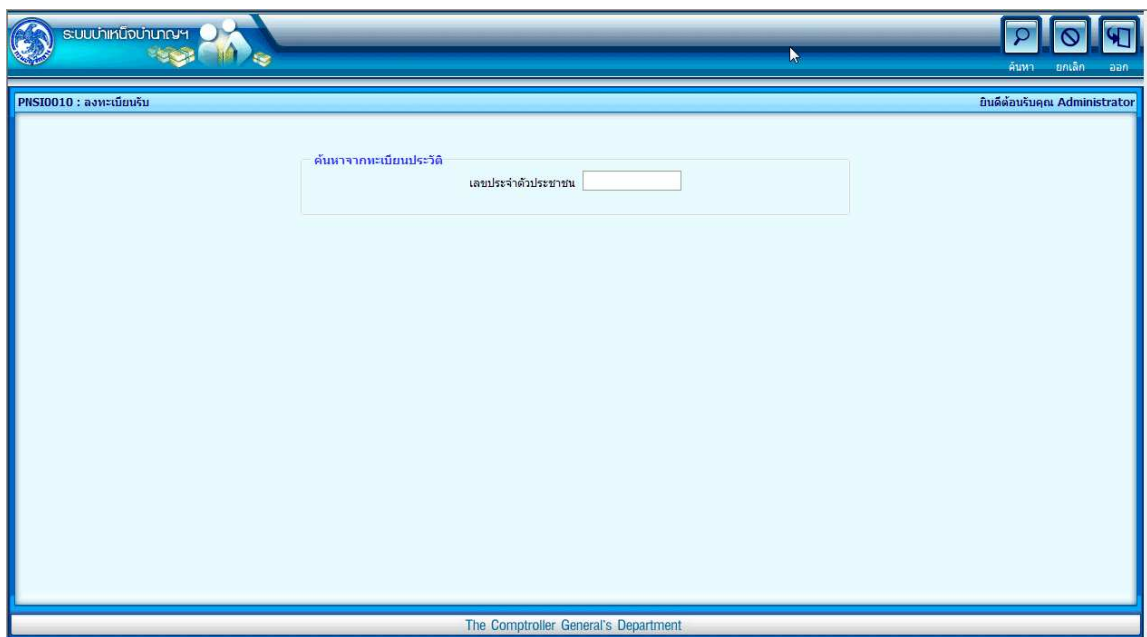 ระบบบำเหน็จบำนาญฯ
ค้นหา ยกเลิก ออก
PNSI0010 : ลงทะเบียนรับ ยินดีต้อนรับคุณ Administrator
ค้นหาจากทะเบียนประวัติ
เลขประจำตัวประชาชน
The Comptroller General's Department